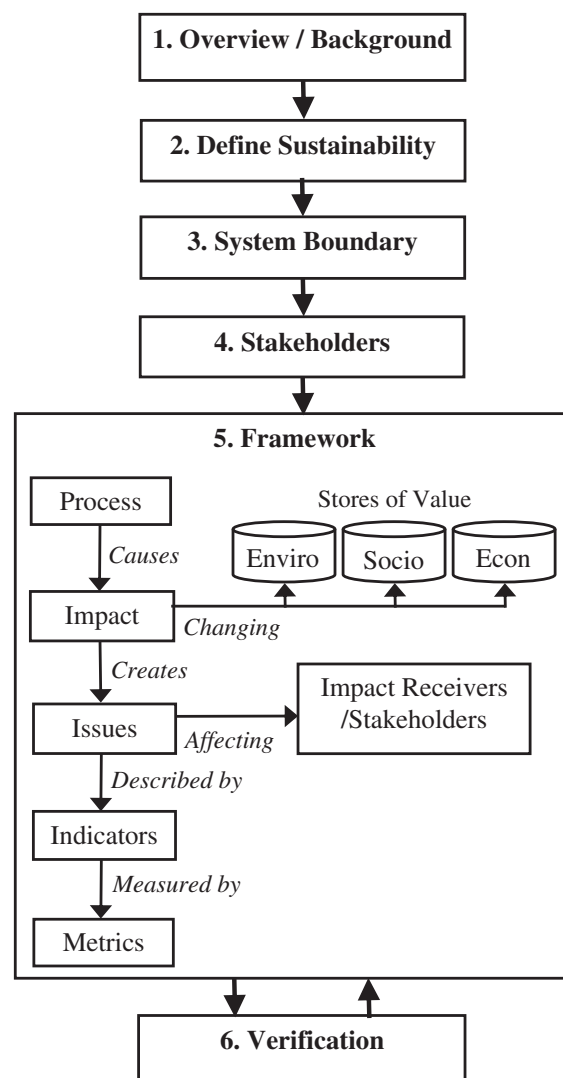 1. Overview / Background
2. Define Sustainability
3. System Boundary
4. Stakeholders
5. Framework
Process
Stores of Value
Causes
Enviro
Socio
Econ
Impact
Changing
Creates
Impact Receivers
/Stakeholders
Issues
Affecting
Described by
Indicators
Measured by
Metrics
6. Verification